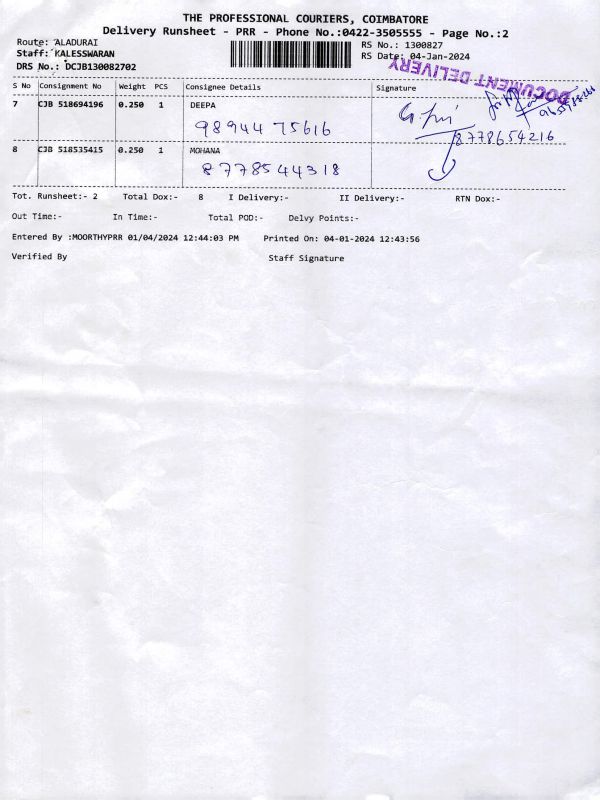 THE PROFESSIONAL COURIERS, COIMBATORE
Delivery Runsheet - PRR - Phone No.:0422-3505555 - Page No.:2
Route: ALADURAI RS No.: 1300827
Staff: KALESSWARAN RS Date: 04-Jan-2024
DRS No.: DCJB130082702
DOCUMENT DELIVERY
S No Consignment No Weight PCS Consignee Details Signature
7 CJB 518694196 0.250 1 DEEPA
98944 75616 8778654216
8 CJB 518535415 0.250 1 MOHANA
8778544318
Tot. Runsheet:- 2 Total Dox:- 8 I Delivery:- II Delivery:- RTN Dox:-
Out Time:- In Time:- Total POD:- Delvy Points:-
Entered By :MOORTHYPRR 01/04/2024 12:44:03 PM Printed On: 04-01-2024 12:43:56
Verified By Staff Signature